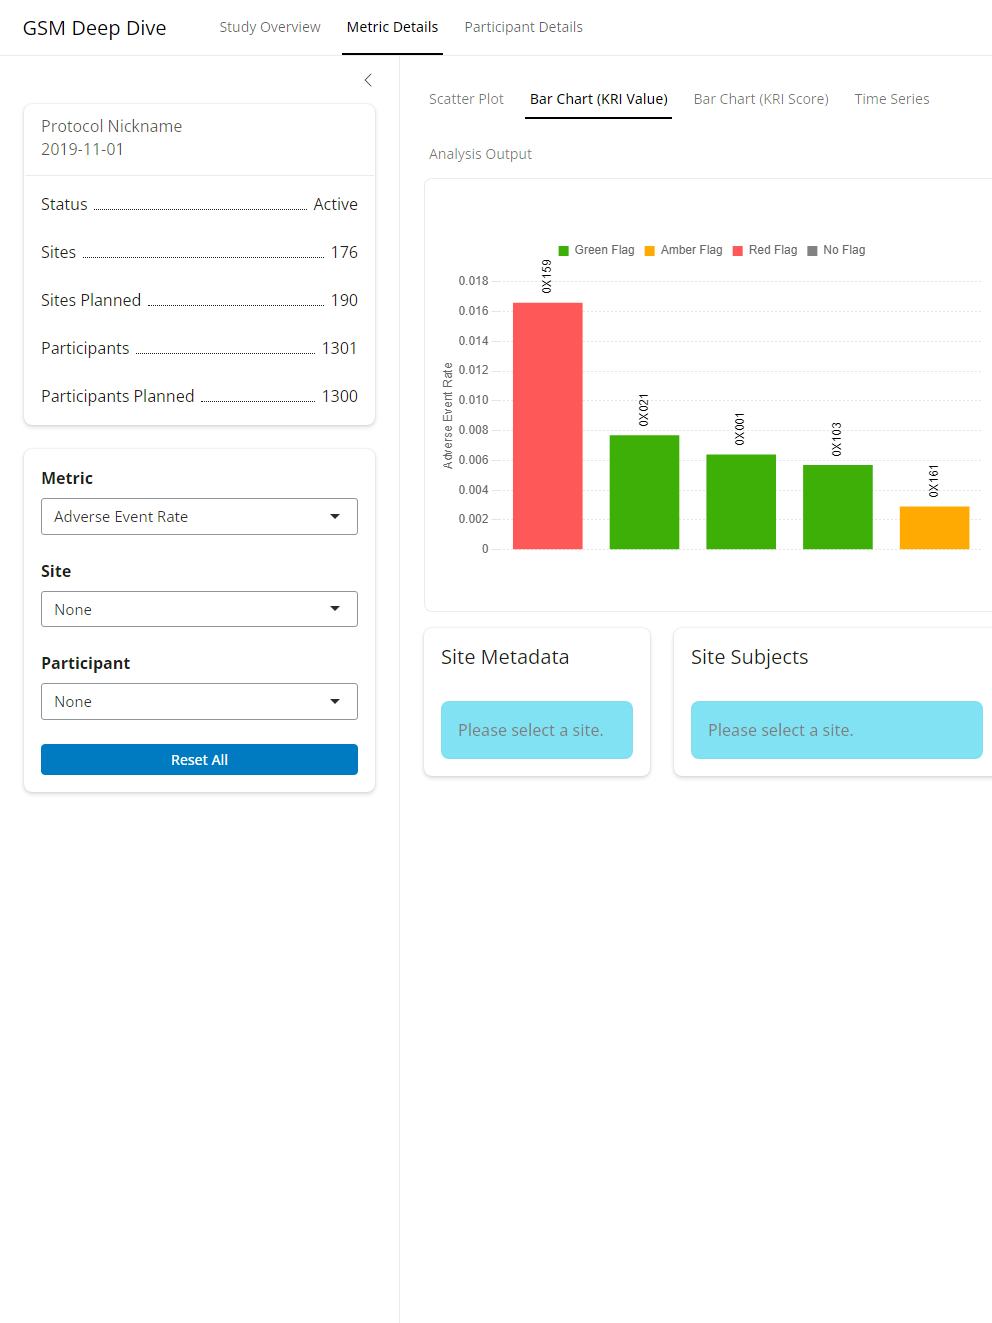 GSM Deep Dive
Study Overview
Metric Details
Participant Details
Protocol Nickname
2019-11-01
Status Active
Sites 176
Sites Planned 190
Participants 1301
Participants Planned 1300
Metric
Adverse Event Rate
Site
None
Participant
None
Reset All
Scatter Plot
Bar Chart (KRI Value)
Bar Chart (KRI Score)
Time Series
Analysis Output
Green Flag
Amber Flag
Red Flag
No Flag
Adverse Event Rate
0.018
0.016
0.014
0.012
0.010
0.008
0.006
0.004
0.002
0
0X159
0X021
0X001
0X103
0X161
Site Metadata
Please select a site.
Site Subjects
Please select a site.